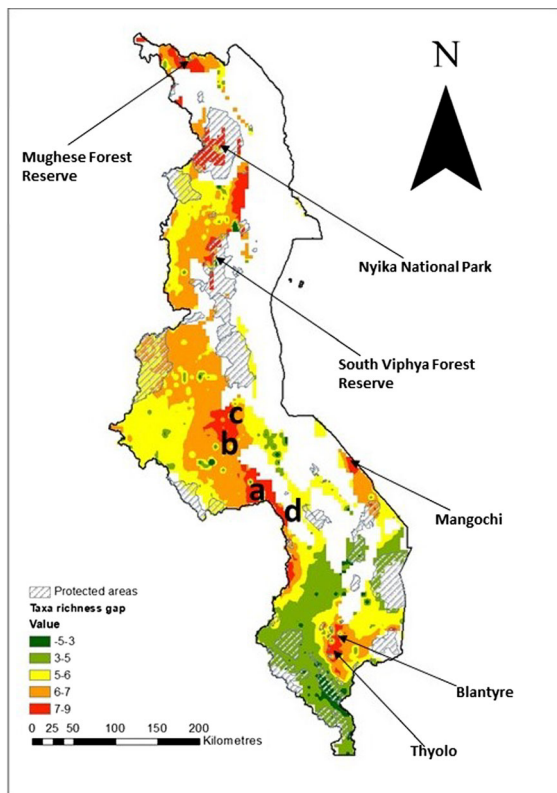 N
Mughese Forest
Reserve
Nyika National Park
South Viphya Forest
Reserve
c
b
a
d
Mangochi
Protected areas
Taxa richness gap
Value
-5-3
3-5
5-6
6-7
7-9
0 25 50 100 150 200
Kilometres
Blantyre
Thyolo